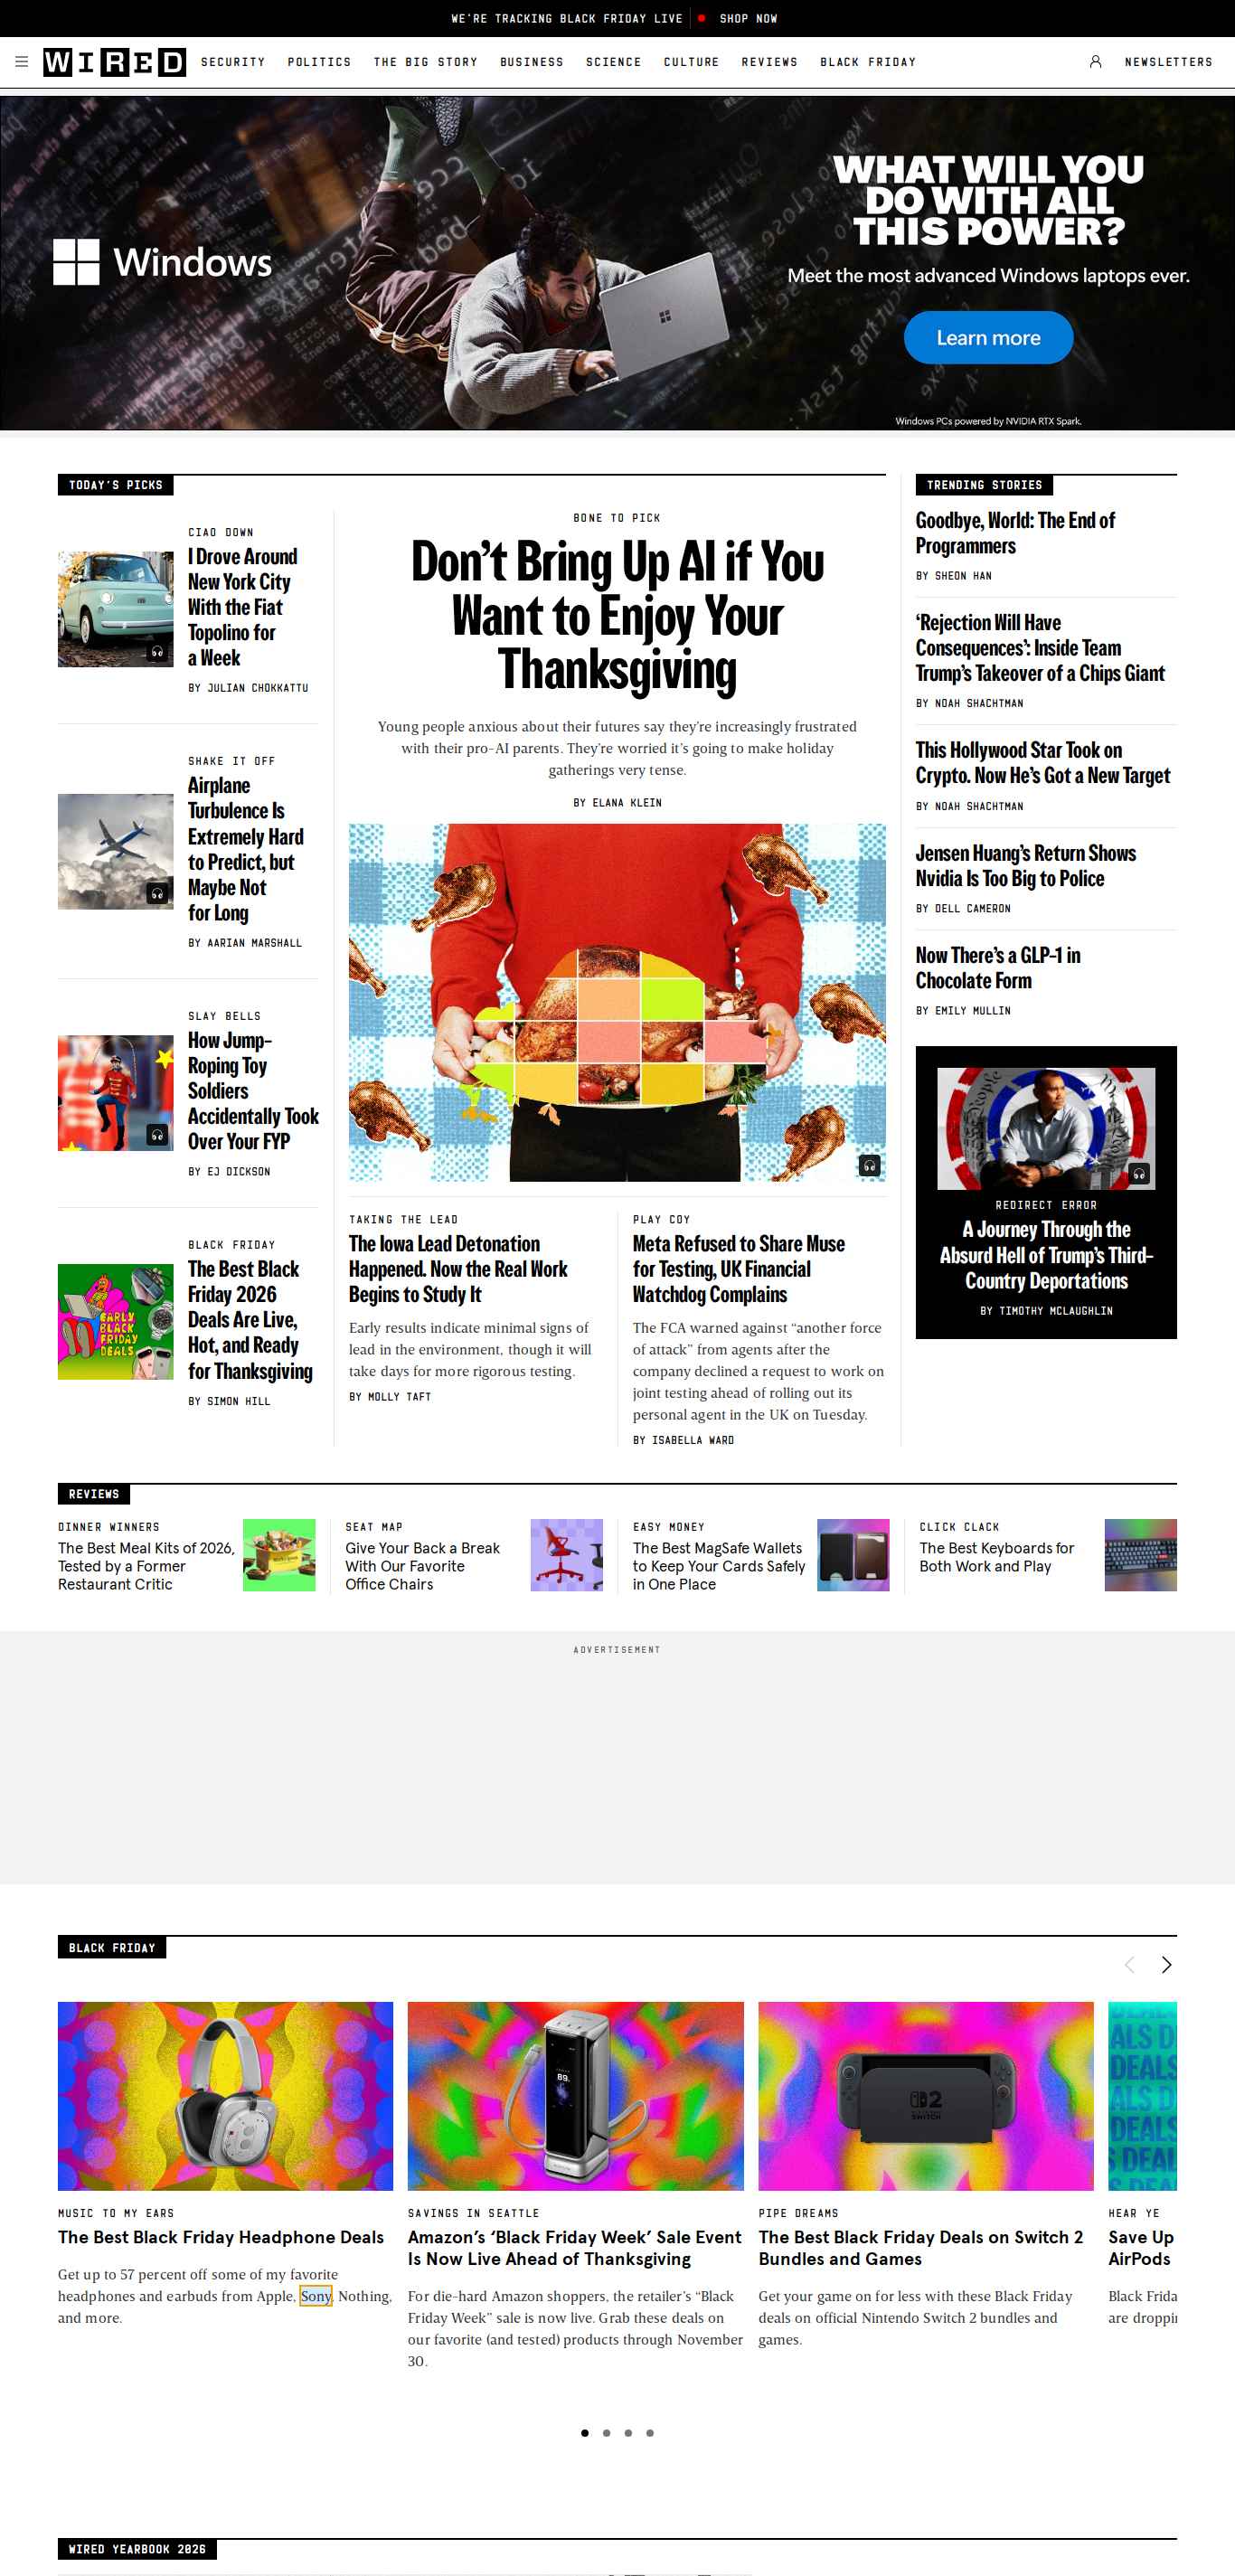 WE'RE TRACKING BLACK FRIDAY LIVE
SHOP NOW
WIRED
SECURITY
POLITICS
THE BIG STORY
BUSINESS
SCIENCE
CULTURE
REVIEWS
BLACK FRIDAY
NEWSLETTERS
Windows
WHAT WILL YOU
DO WITH ALL
THIS POWER?
Meet the most advanced Windows laptops ever.
Learn more
Windows PCs powered by NVIDIA RTX Spark.
TODAY'S PICKS
CIAO DOWN
I Drove Around
New York City
With the Fiat
Topolino for
a Week
BY JULIAN CHOKKATTU
SHAKE IT OFF
Airplane
Turbulence Is
Extremely Hard
to Predict, but
Maybe Not
for Long
BY AARIAN MARSHALL
SLAY BELLS
How Jump-
Roping Toy
Soldiers
Accidentally Took
Over Your FYP
BY EJ DICKSON
EARLY
BLACK
FRIDAY
DEALS
BLACK FRIDAY
The Best Black
Friday 2026
Deals Are Live,
Hot, and Ready
for Thanksgiving
BY SIMON HILL
BONE TO PICK
Don't Bring Up AI if You
Want to Enjoy Your
Thanksgiving
Young people anxious about their futures say they're increasingly frustrated
with their pro-AI parents. They're worried it's going to make holiday
gatherings very tense.
BY ELANA KLEIN
TAKING THE LEAD
The Iowa Lead Detonation
Happened. Now the Real Work
Begins to Study It
Early results indicate minimal signs of
lead in the environment, though it will
take days for more rigorous testing.
BY MOLLY TAFT
PLAY COY
Meta Refused to Share Muse
for Testing, UK Financial
Watchdog Complains
The FCA warned against “another force
of attack” from agents after the
company declined a request to work on
joint testing ahead of rolling out its
personal agent in the UK on Tuesday.
BY ISABELLA WARD
TRENDING STORIES
Goodbye, World: The End of
Programmers
BY SHEON HAN
‘Rejection Will Have
Consequences’: Inside Team
Trump's Takeover of a Chips Giant
BY NOAH SHACHTMAN
This Hollywood Star Took on
Crypto. Now He's Got a New Target
BY NOAH SHACHTMAN
Jensen Huang's Return Shows
Nvidia Is Too Big to Police
BY DELL CAMERON
Now There's a GLP-1 in
Chocolate Form
BY EMILY MULLIN
REDIRECT ERROR
A Journey Through the
Absurd Hell of Trump's Third-
Country Deportations
BY TIMOTHY MCLAUGHLIN
REVIEWS
DINNER WINNERS
The Best Meal Kits of 2026,
Tested by a Former
Restaurant Critic
SEAT MAP
Give Your Back a Break
With Our Favorite
Office Chairs
EASY MONEY
The Best MagSafe Wallets
to Keep Your Cards Safely
in One Place
CLICK CLACK
The Best Keyboards for
Both Work and Play
ADVERTISEMENT
BLACK FRIDAY
MUSIC TO MY EARS
The Best Black Friday Headphone Deals
Get up to 57 percent off some of my favorite
headphones and earbuds from Apple, Sony, Nothing,
and more.
89
SAVINGS IN SEATTLE
Amazon's ‘Black Friday Week’ Sale Event
Is Now Live Ahead of Thanksgiving
For die-hard Amazon shoppers, the retailer's “Black
Friday Week” sale is now live. Grab these deals on
our favorite (and tested) products through November
30.
2
SWITCH
PIPE DREAMS
The Best Black Friday Deals on Switch 2
Bundles and Games
Get your game on for less with these Black Friday
deals on official Nintendo Switch 2 bundles and
games.
DEALS
HEAR YE
Save Up
AirPods
Black Frida
are droppin
WIRED YEARBOOK 2026